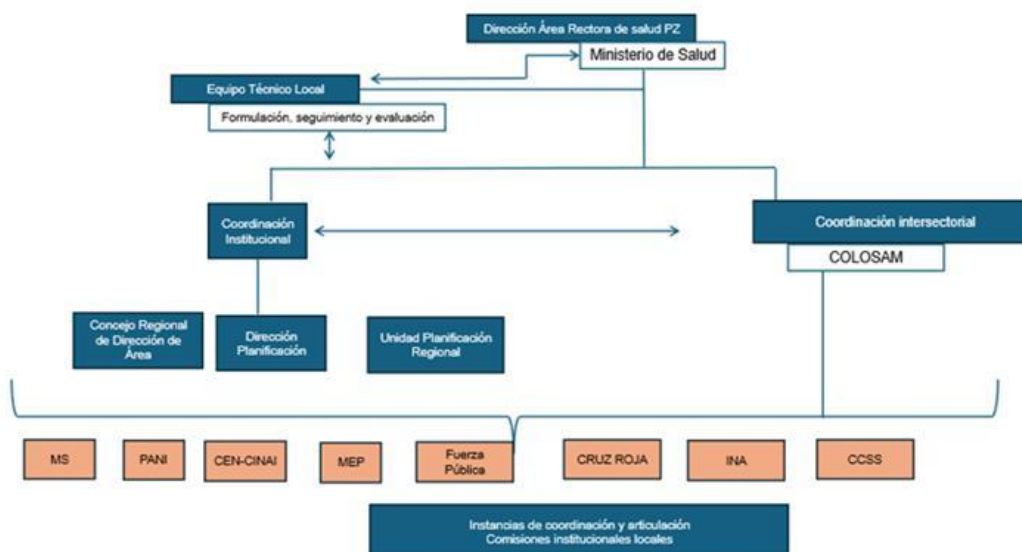 Dirección Área Rectora de salud PZ
Ministerio de Salud
Equipo Técnico Local
Formulación, seguimiento y evaluación
Coordinación
Institucional
Coordinación intersectorial
COLOSAM
Concejo Regional
de Dirección de
Área
Dirección
Planificación
Unidad Planificación
Regional
MS
PANI
CEN-CINAI
MEP
Fuerza
Pública
CRUZ ROJA
INA
CCSS
Instancias de coordinación y articulación
Comisiones institucionales locales